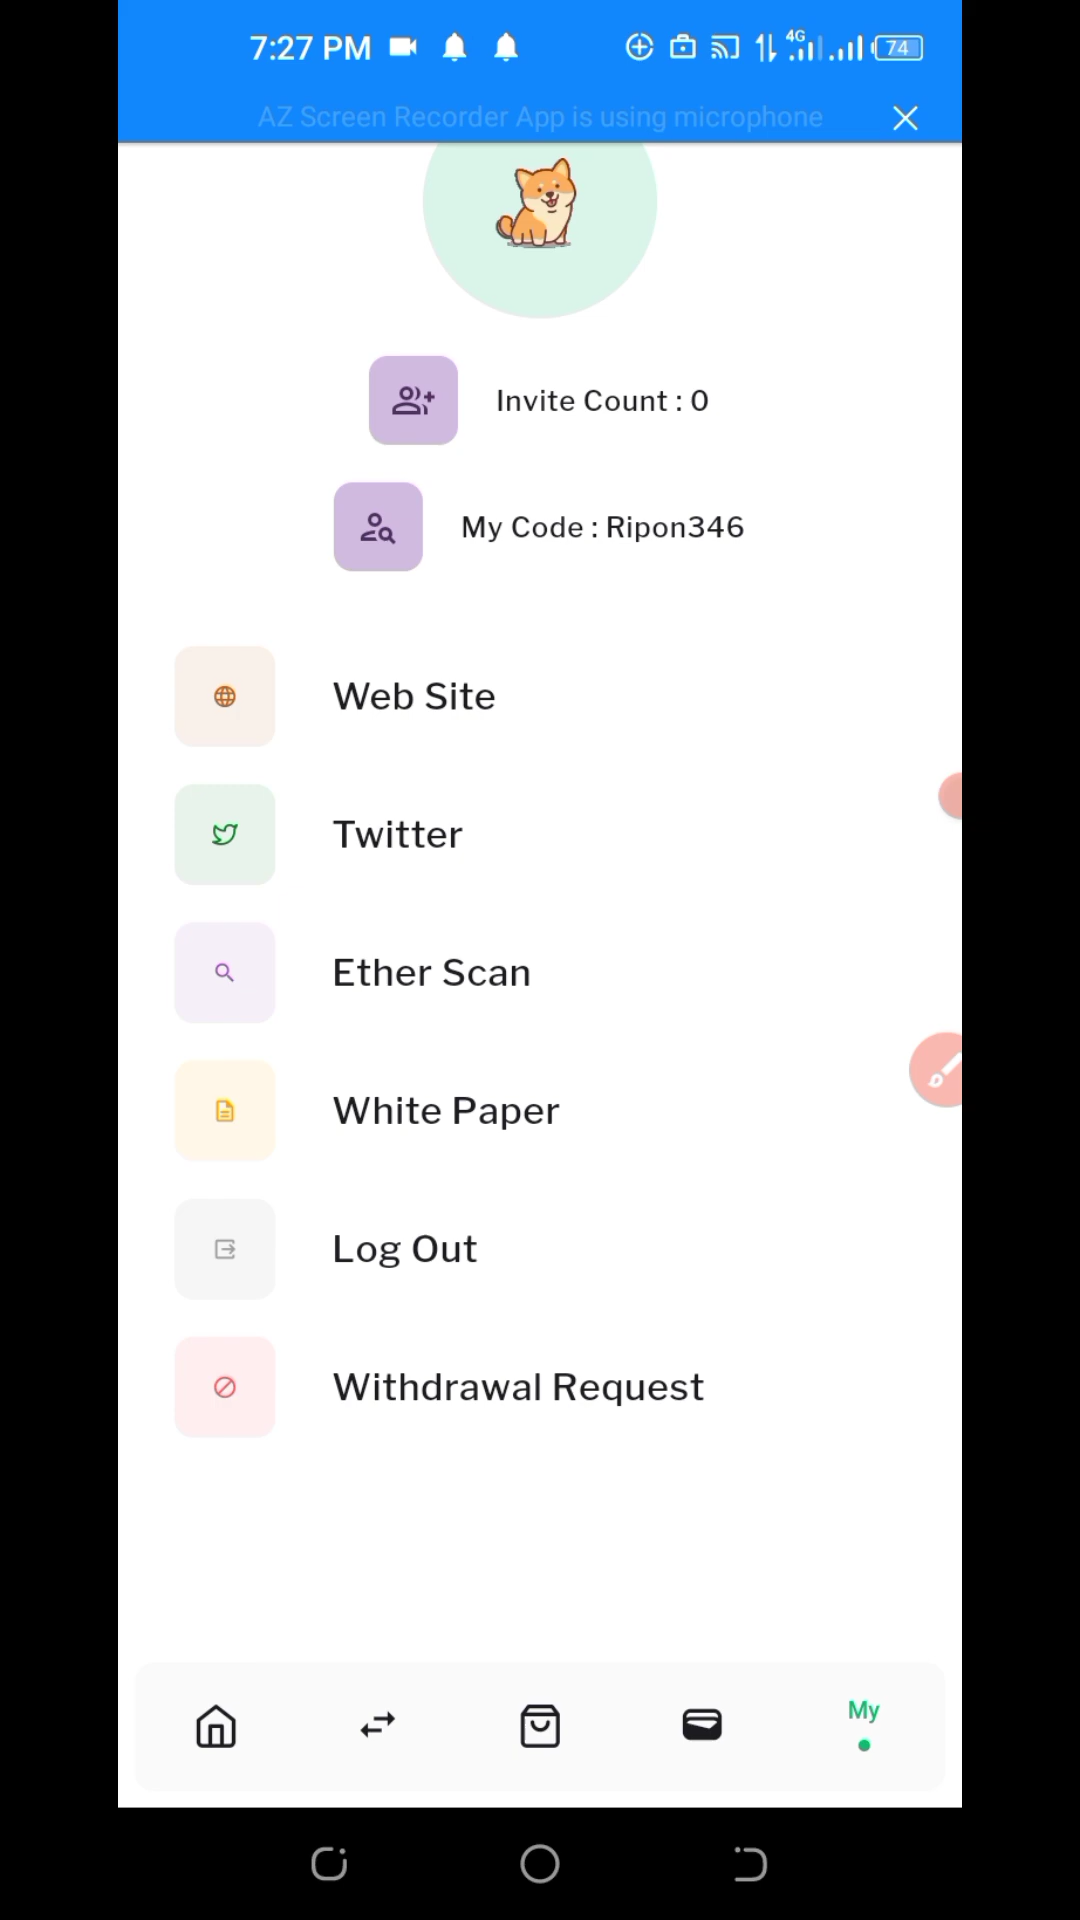 7:27 PM
4G
74
AZ Screen Recorder App is using microphone
Invite Count : 0
My Code : Ripon346
Web Site
Twitter
Ether Scan
White Paper
Log Out
Withdrawal Request
My